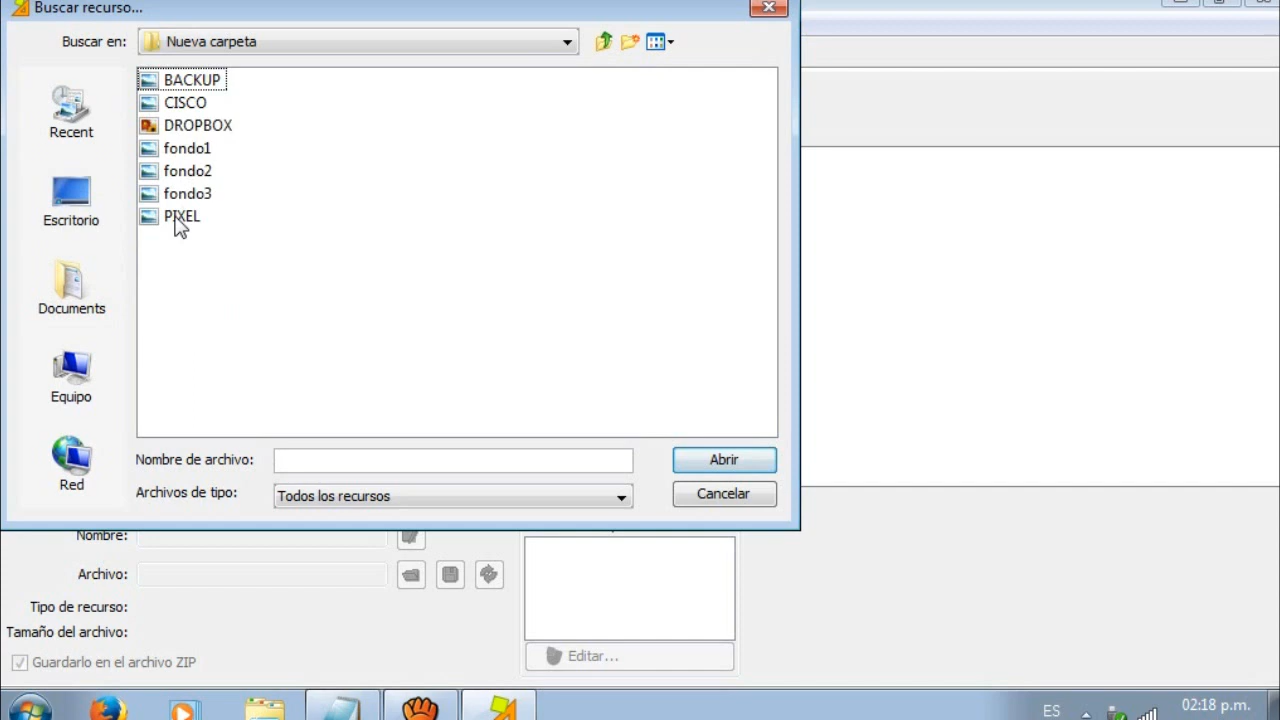 Buscar recurso...
Buscar en: Nueva carpeta
BACKUP
CISCO
DROPBOX
fondo1
fondo2
fondo3
PIXEL
Recent
Escritorio
Documents
Equipo
Red
Nombre de archivo: Abrir
Archivos de tipo: Todos los recursos Cancelar
Nombre:
Archivo:
Tipo de recurso:
Tamaño del archivo:
Guardarlo en el archivo ZIP
Editar...
ES 02:18 p.m.